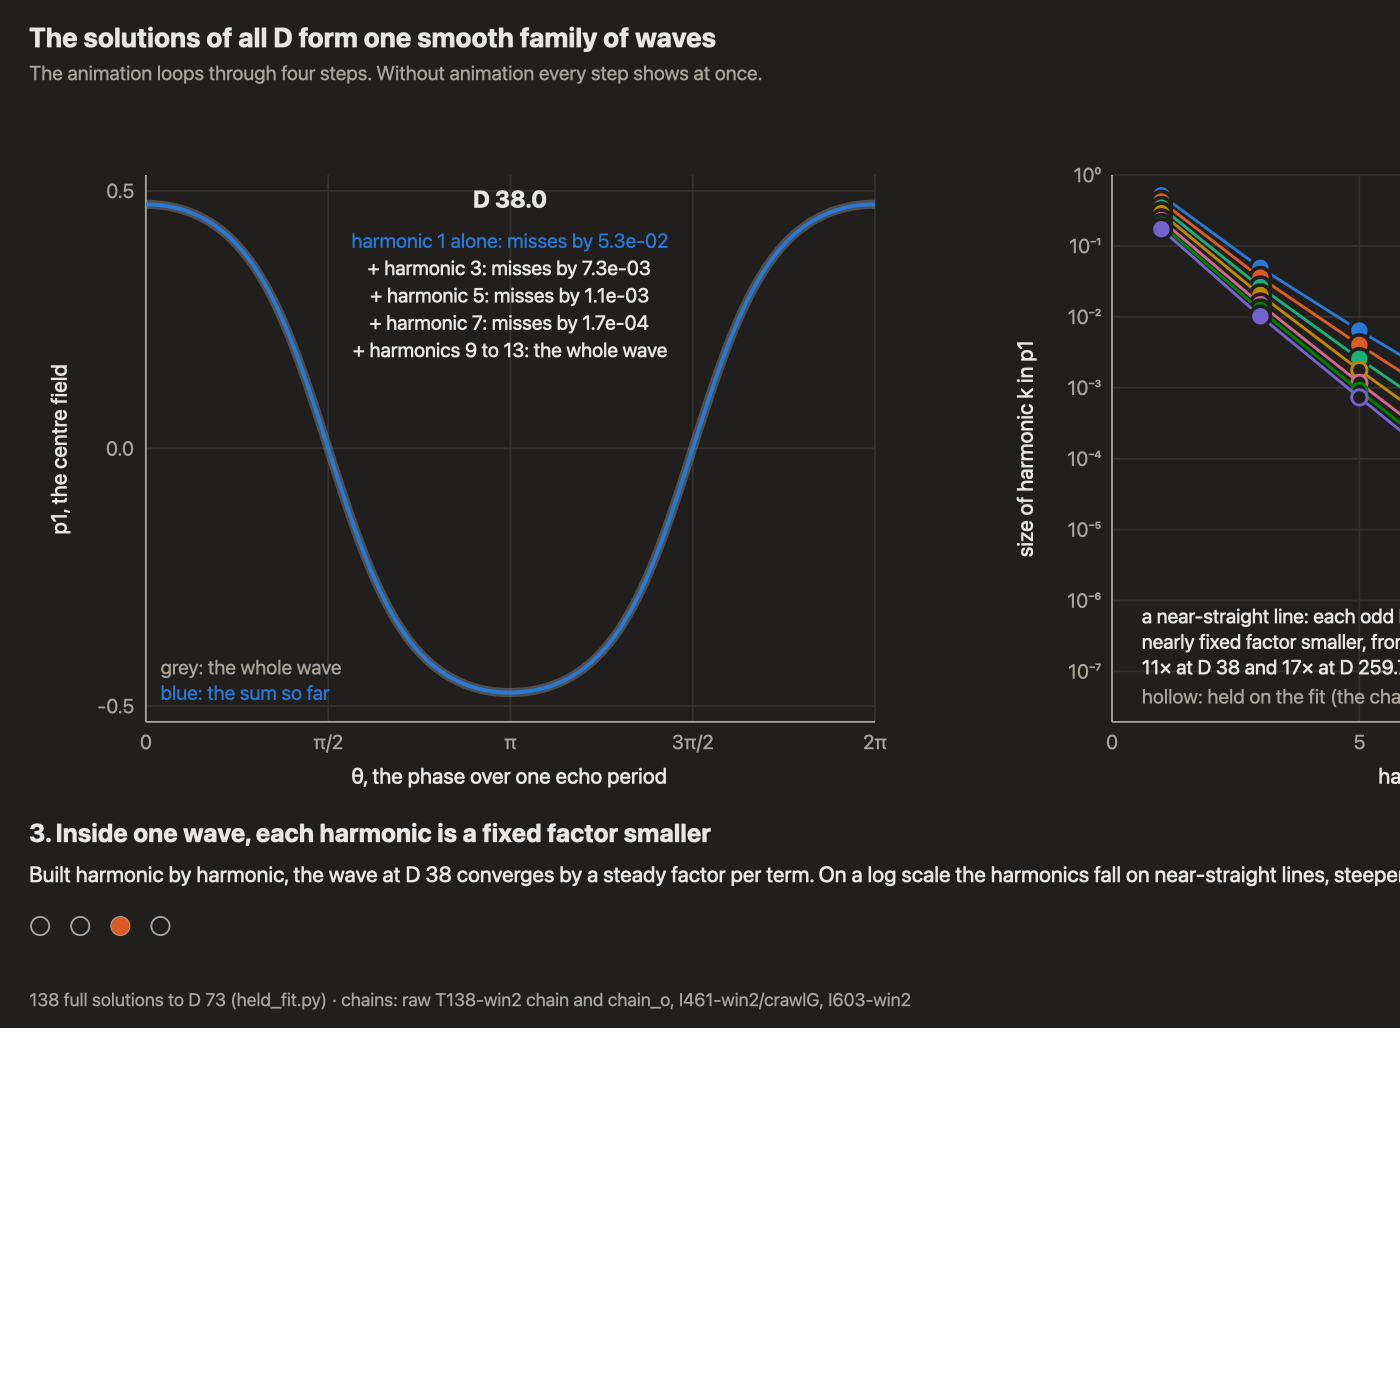 The solutions of all D form one smooth family of waves
The animation loops through four steps. Without animation every step shows at once.
D 38.0
harmonic 1 alone: misses by 5.3e-02
+ harmonic 3: misses by 7.3e-03
+ harmonic 5: misses by 1.1e-03
+ harmonic 7: misses by 1.7e-04
+ harmonics 9 to 13: the whole wave
0.5
0.0
-0.5
p1, the centre field
grey: the whole wave
blue: the sum so far
0
π/2
π
3π/2
2π
θ, the phase over one echo period
10⁰
10⁻¹
10⁻²
10⁻³
10⁻⁴
10⁻⁵
10⁻⁶
10⁻⁷
size of harmonic k in p1
a near-straight line: each odd
nearly fixed factor smaller, from
11× at D 38 and 17× at D 259.
hollow: held on the fit (the cha
0
5
ha
3. Inside one wave, each harmonic is a fixed factor smaller
Built harmonic by harmonic, the wave at D 38 converges by a steady factor per term. On a log scale the harmonics fall on near-straight lines, steeper
138 full solutions to D 73 (held_fit.py) · chains: raw T138-win2 chain and chain_o, I461-win2/crawlG, I603-win2